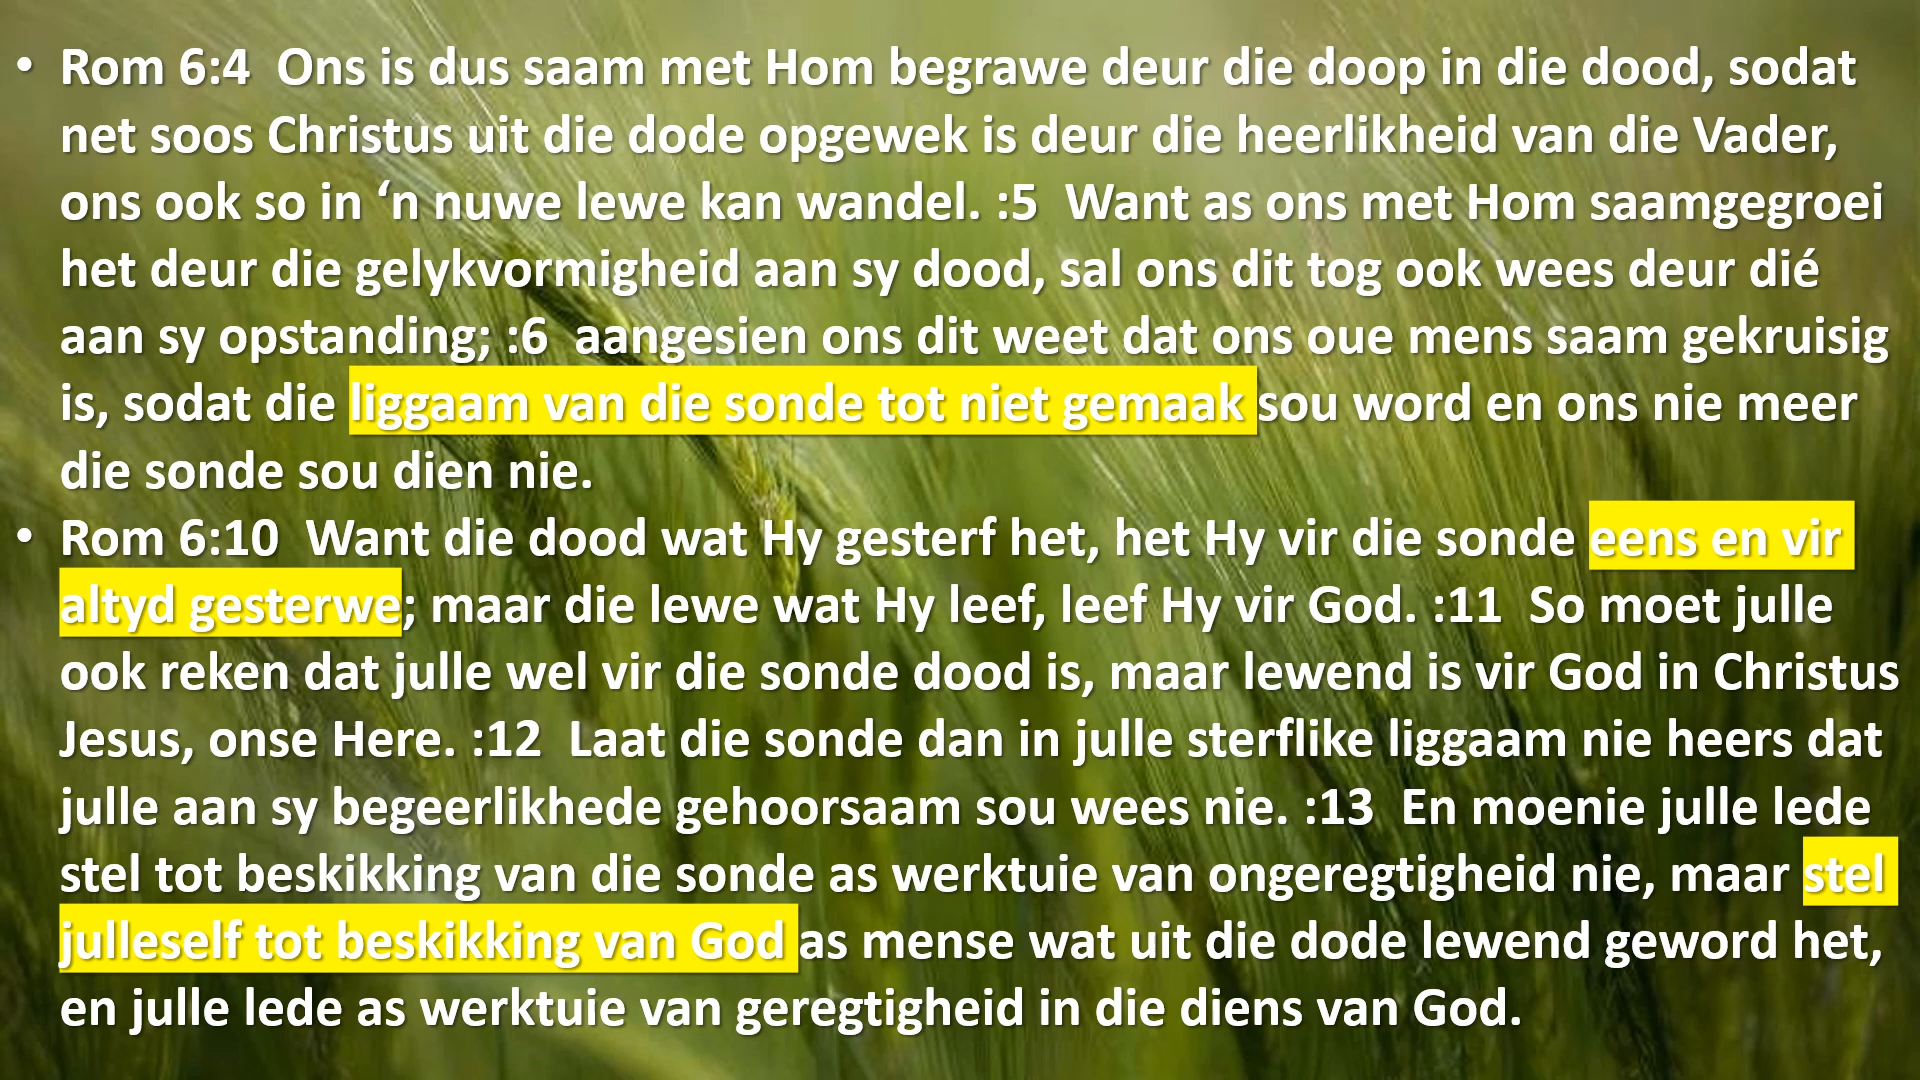 • Rom 6:4  Ons is dus saam met Hom begrawe deur die doop in die dood, sodat
net soos Christus uit die dode opgewek is deur die heerlikheid van die Vader,
ons ook so in ‘n nuwe lewe kan wandel. :5  Want as ons met Hom saamgegroei
het deur die gelykvormigheid aan sy dood, sal ons dit tog ook wees deur dié
aan sy opstanding; :6  aangesien ons dit weet dat ons oue mens saam gekruisig
is, sodat die liggaam van die sonde tot niet gemaak sou word en ons nie meer
die sonde sou dien nie.
• Rom 6:10  Want die dood wat Hy gesterf het, het Hy vir die sonde eens en vir
altyd gesterwe; maar die lewe wat Hy leef, leef Hy vir God. :11  So moet julle
ook reken dat julle wel vir die sonde dood is, maar lewend is vir God in Christus
Jesus, onse Here. :12  Laat die sonde dan in julle sterflike liggaam nie heers dat
julle aan sy begeerlikhede gehoorsaam sou wees nie. :13  En moenie julle lede
stel tot beskikking van die sonde as werktuie van ongeregtigheid nie, maar stel
julleself tot beskikking van God as mense wat uit die dode lewend geword het,
en julle lede as werktuie van geregtigheid in die diens van God.